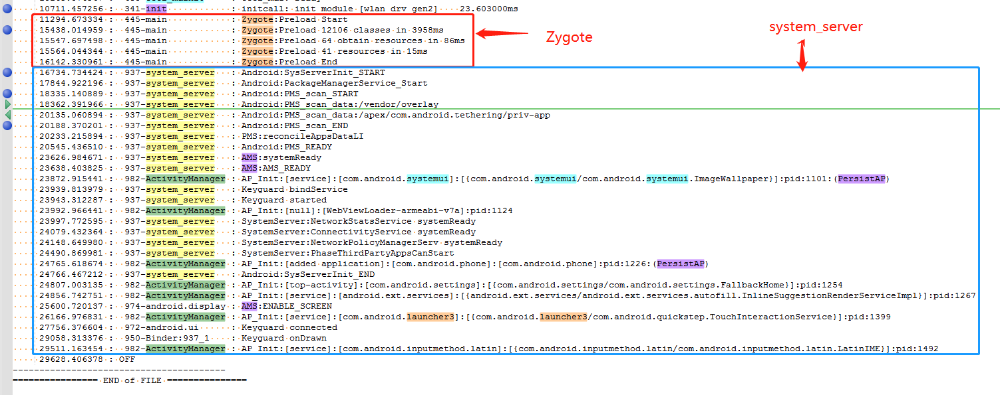 10711.457256 : 341-init : initcall: init_module [wlan_drv_gen2] 23.603000ms
11294.673334 : 445-main : Zygote:Preload Start
15438.014959 : 445-main : Zygote:Preload 12106 classes in 3958ms
15547.697498 : 445-main : Zygote:Preload 64 obtain resources in 86ms
15564.044344 : 445-main : Zygote:Preload 41 resources in 15ms
16142.330961 : 445-main : Zygote:Preload End
Zygote
system_server
16734.734424 : 937-system_server : Android:SysServerInit_START
17844.922196 : 937-system_server : Android:PackageManagerService_Start
18335.140889 : 937-system_server : Android:PMS_scan_START
18362.391966 : 937-system_server : Android:PMS_scan_data:/vendor/overlay
20135.060894 : 937-system_server : Android:PMS_scan_data:/apex/com.android.tethering/priv-app
20188.370201 : 937-system_server : Android:PMS_scan_END
20233.215894 : 937-system_server : PMS:reconcileAppsDataLI
20545.436510 : 937-system_server : Android:PMS_READY
23626.984671 : 937-system_server : AMS:systemReady
23638.403825 : 937-system_server : AMS:AMS_READY
23872.915441 : 982-ActivityManager : AP_Init:[service]:[com.android.systemui]:[{com.android.systemui/com.android.systemui.ImageWallpaper}]:pid:1101:(PersistAP)
23939.813979 : 937-system_server : Keyguard bindService
23943.312287 : 937-system_server : Keyguard started
23992.966441 : 982-ActivityManager : AP_Init:[null]:[WebViewLoader-armeabi-v7a]:pid:1124
23997.772595 : 937-system_server : SystemServer:NetworkStatsService systemReady
24079.432364 : 937-system_server : SystemServer:ConnectivityService systemReady
24148.649980 : 937-system_server : SystemServer:NetworkPolicyManagerServ systemReady
24490.869981 : 937-system_server : SystemServer:PhaseThirdPartyAppsCanStart
24765.618674 : 982-ActivityManager : AP_Init:[added application]:[com.android.phone]:[com.android.phone]:pid:1226:(PersistAP)
24766.467212 : 937-system_server : Android:SysServerInit_END
24807.003135 : 982-ActivityManager : AP_Init:[top-activity]:[com.android.settings]:[{com.android.settings/com.android.settings.FallbackHome}]:pid:1254
24856.742751 : 982-ActivityManager : AP_Init:[service]:[android.ext.services]:[{android.ext.services/android.ext.services.autofill.InlineSuggestionRenderServiceImpl}]:pid:1267
25600.720137 : 974-android.display : AMS:ENABLE_SCREEN
26166.976831 : 982-ActivityManager : AP_Init:[service]:[com.android.launcher3]:[{com.android.launcher3/com.android.quickstep.TouchInteractionService}]:pid:1399
27756.376604 : 972-android.ui : Keyguard connected
29058.313376 : 950-Binder:937_1 : Keyguard onDrawn
29511.163454 : 982-ActivityManager : AP_Init:[service]:[com.android.inputmethod.latin]:[{com.android.inputmethod.latin/com.android.inputmethod.latin.LatinIME}]:pid:1492
29628.406378 : OFF
----------------------------------------
================ END of FILE ===============